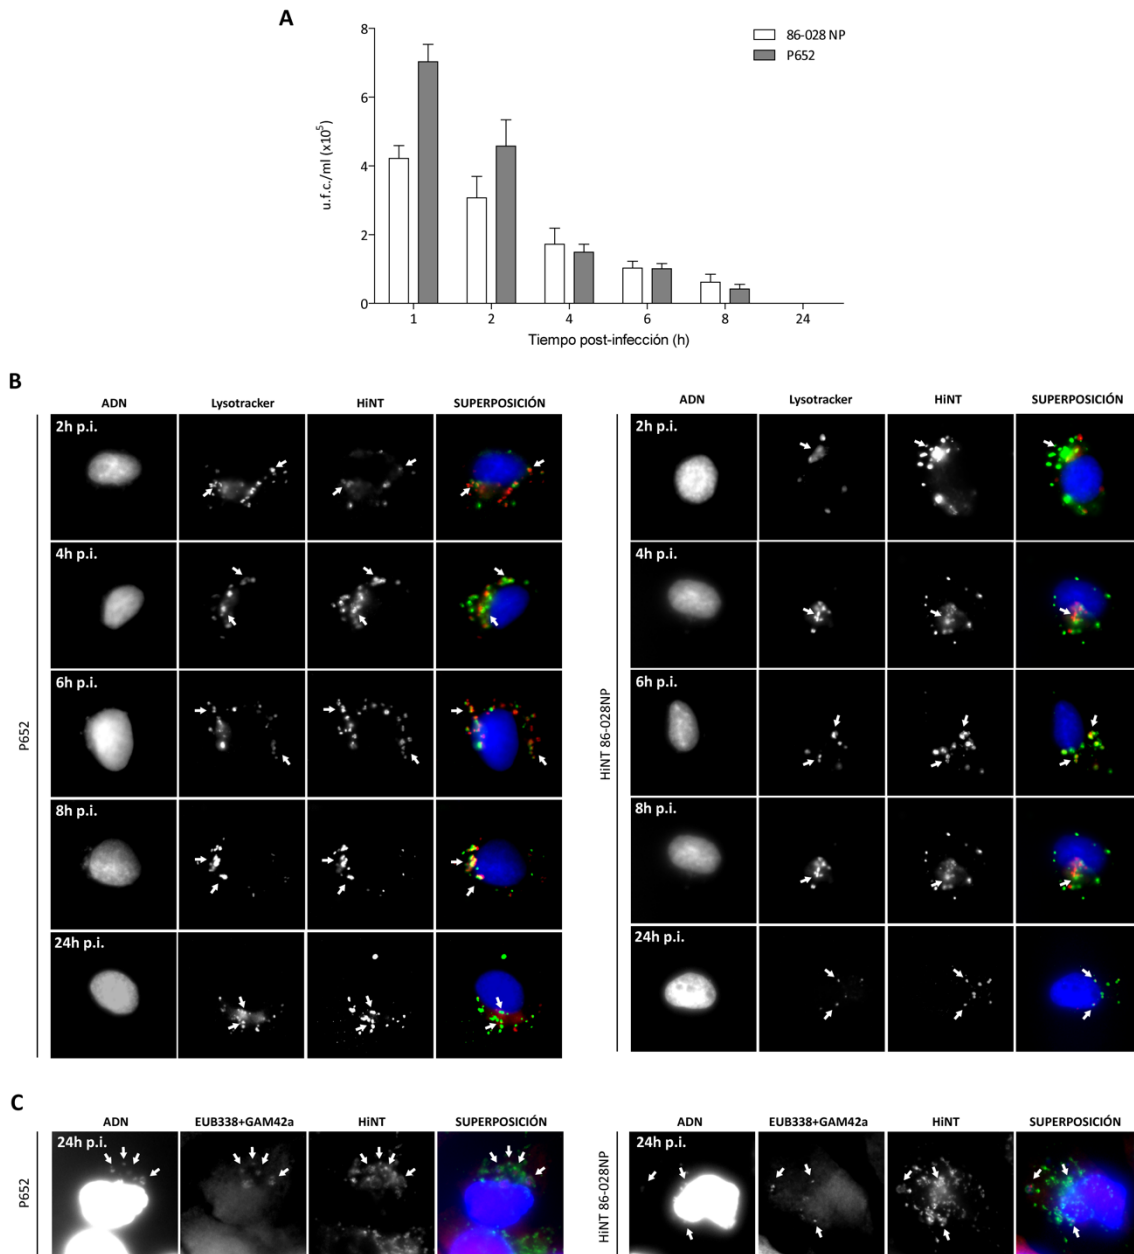 A
8
6
4
2
0
u.f.c./ml (x10⁵)
86-028 NP
P652
1 2 4 6 8 24
Tiempo post-infección (h)
B
ADN Lysotracker HiNT SUPERPOSICIÓN
P652
2h p.i.
4h p.i.
6h p.i.
8h p.i.
24h p.i.
ADN Lysotracker HiNT SUPERPOSICIÓN
HiNT 86-028NP
2h p.i.
4h p.i.
6h p.i.
8h p.i.
24h p.i.
C
ADN EUB338+GAM42a HiNT SUPERPOSICIÓN
P652
24h p.i.
ADN EUB338+GAM42a HiNT SUPERPOSICIÓN
HiNT 86-028NP
24h p.i.